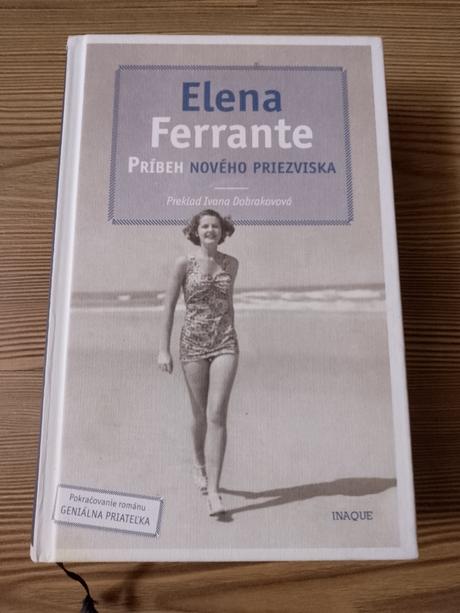 Elena
Ferrante
PRÍBEH NOVÉHO PRIEZVISKA
Preklad Ivana Dobrakovová
Pokračovanie románu
GENIÁLNA PRIATEĽKA
INAQUE